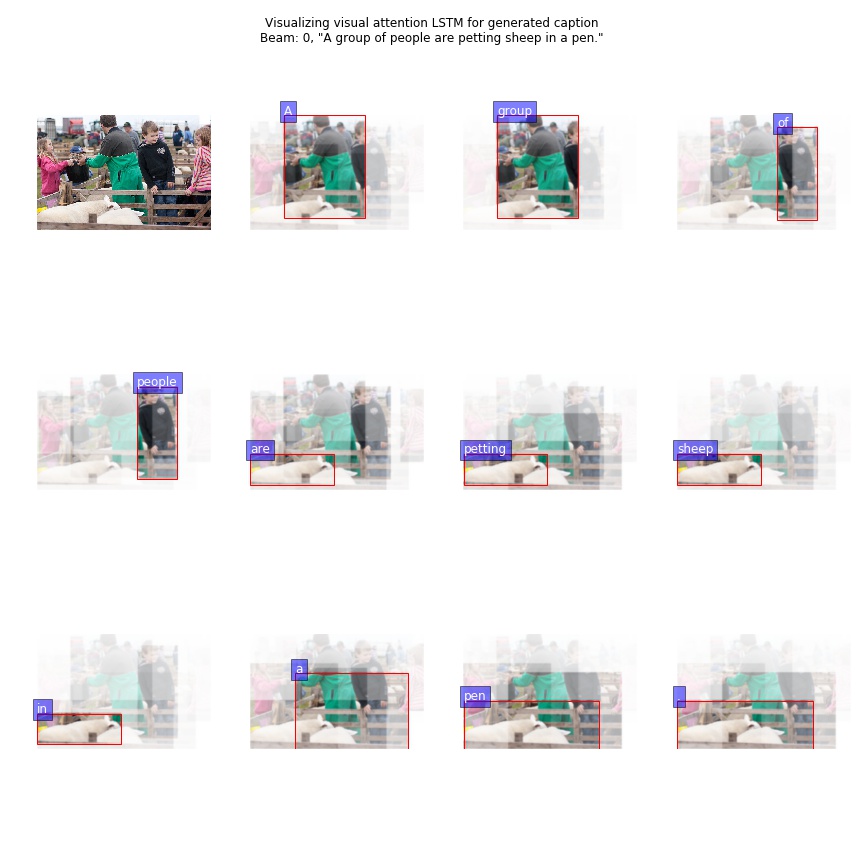 Visualizing visual attention LSTM for generated caption
Beam: 0, "A group of people are petting sheep in a pen."
A
group
of
people
are
petting
sheep
in
a
pen
.